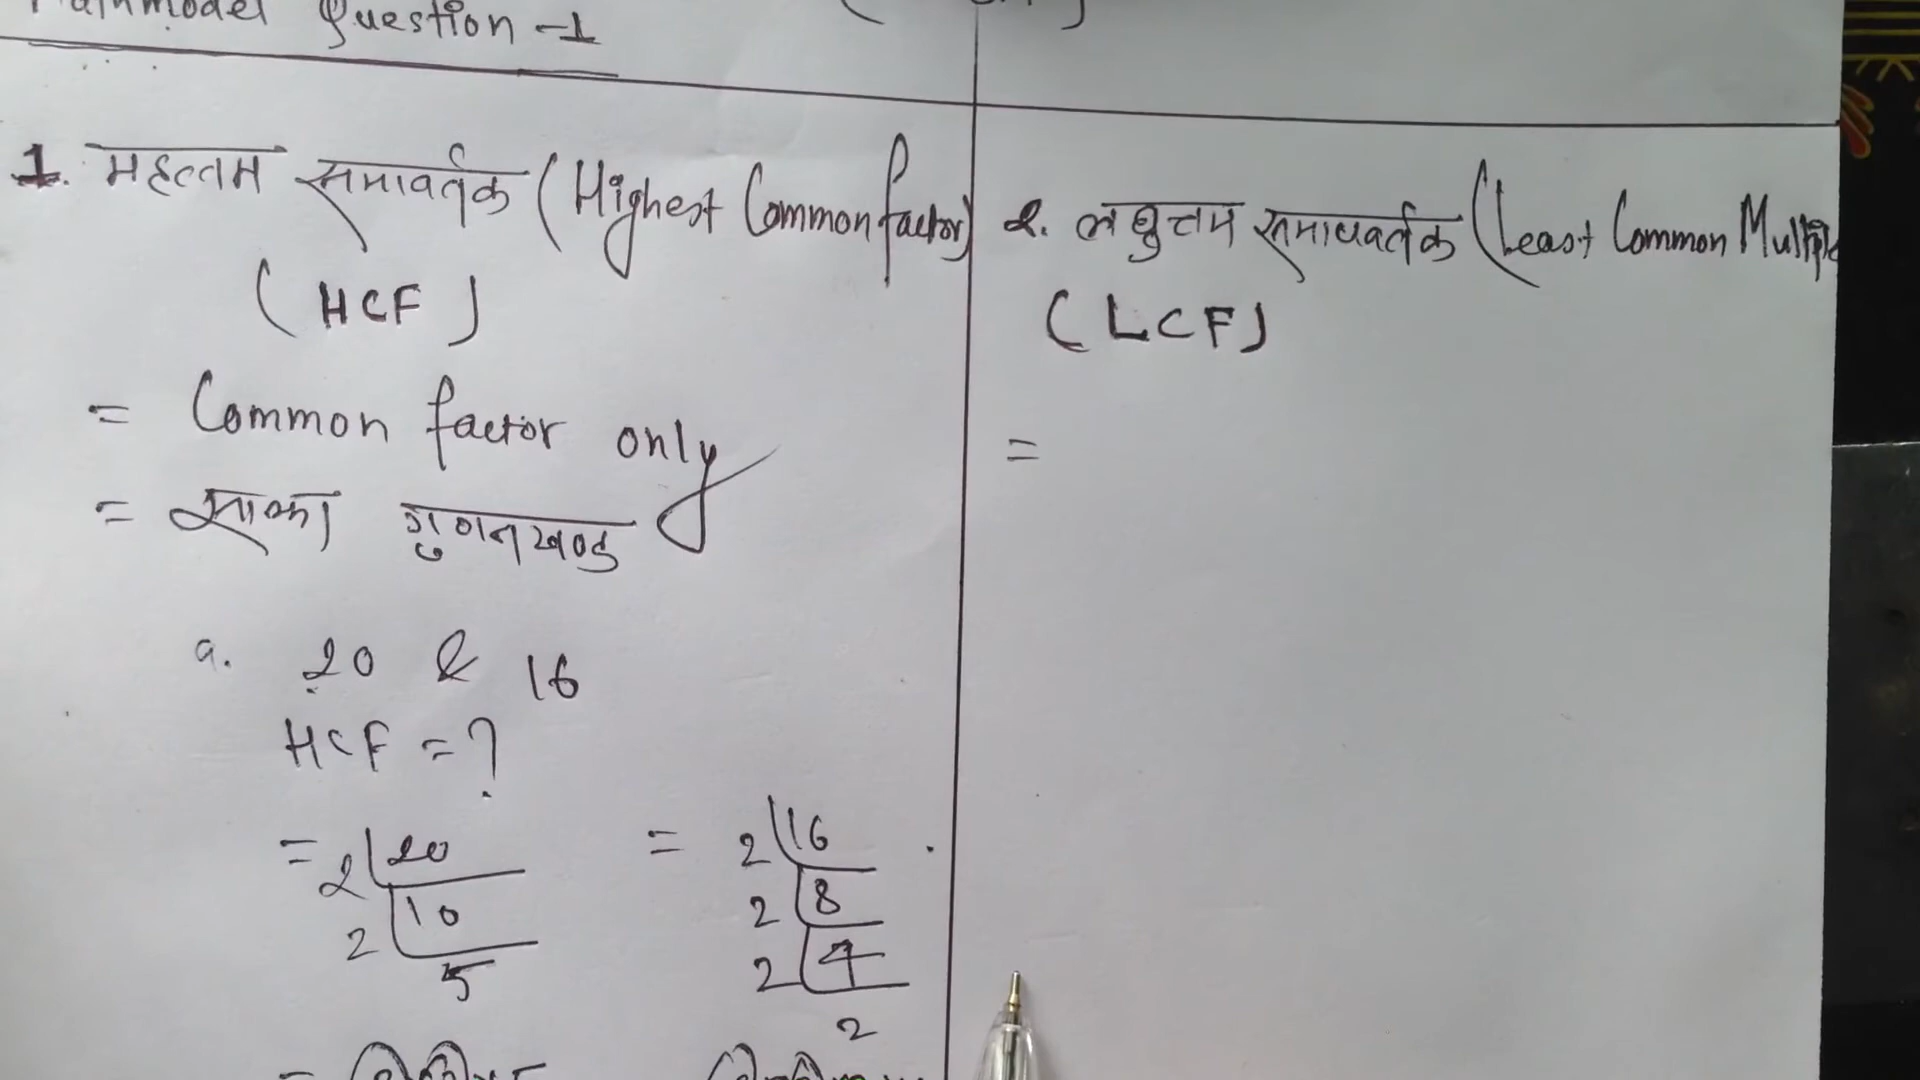 Question -1
1. महत्तम समावर्तक (Highest Common factor)
(HCF)
= Common factor only
= साझा गुणनखण्ड
a. 20 & 16
HCF = ?
= 2 20
2 10
5
= 2 16
2 8
2 4
2
2. लघुत्तम समापवर्तक (Least Common Multiple
(LCF)
=